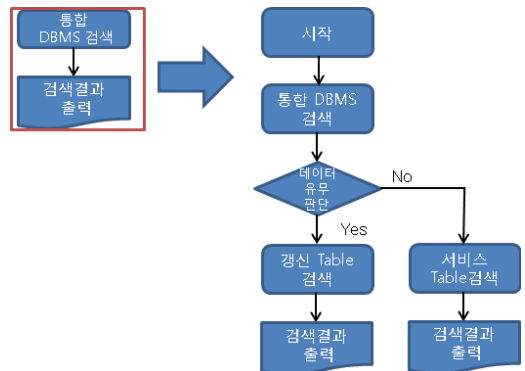 통합
DBMS 검색
검색결과
출력
시작
통합 DBMS
검색
데이터
유무
판단
No
Yes
갱신 Table
검색
서비스
Table검색
검색결과
출력
검색결과
출력